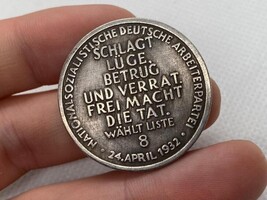 NATIONALSOZIALISTISCHE DEUTSCHE ARBEITERPARTEI
SCHLAGT
LÜGE,
BETRUG
UND VERRAT.
FREI MACHT
DIE TAT.
WÄHLT LISTE
8
• 24. APRIL 1932 •